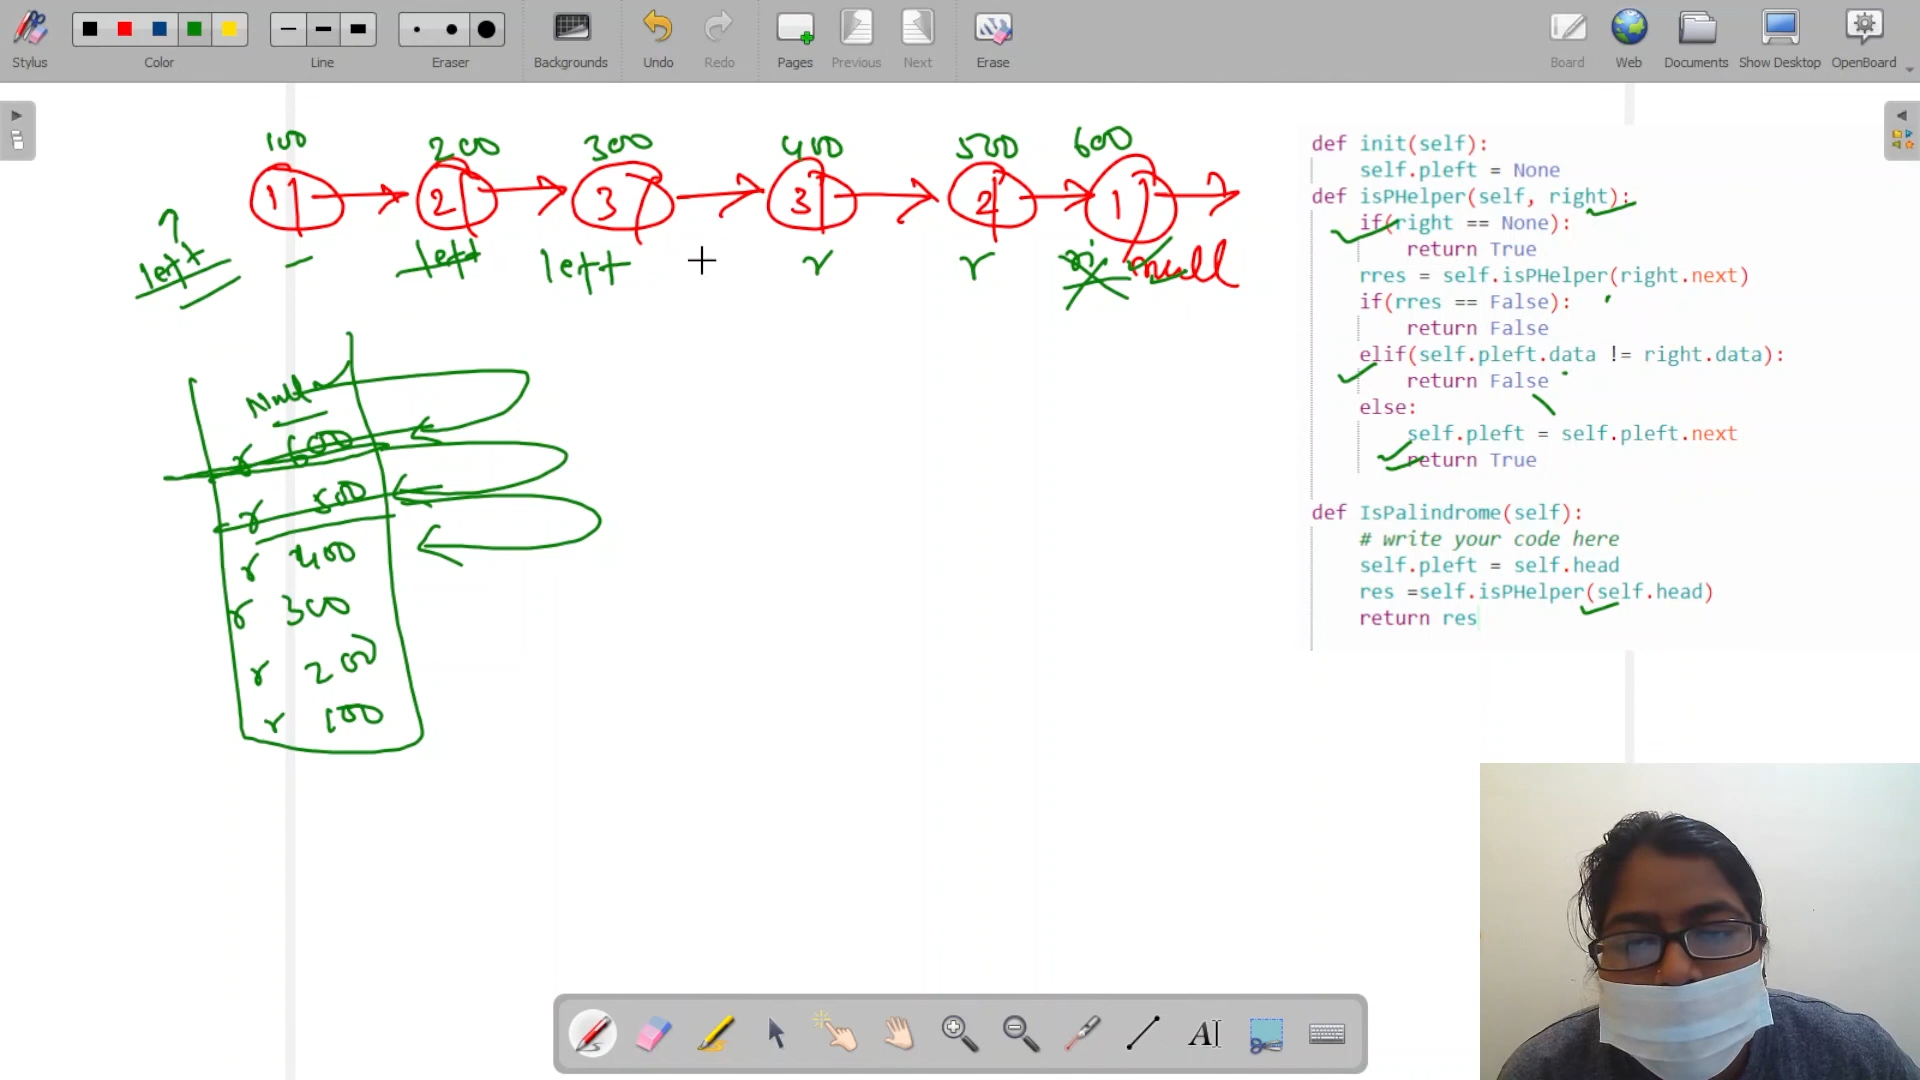 Stylus Color Line Eraser Backgrounds Undo Redo Pages Previous Next Erase Board Web Documents Show Desktop OpenBoard
100 200 300 400 500 600
1 2 3 3 2 1
left left left r r null
Null
r 600
r 500
r 400
r 300
r 200
r 100
def init(self):
self.pleft = None
def isPHelper(self, right):
if(right == None):
return True
rres = self.isPHelper(right.next)
if(rres == False):
return False
elif(self.pleft.data != right.data):
return False
else:
self.pleft = self.pleft.next
return True
def IsPalindrome(self):
# write your code here
self.pleft = self.head
res =self.isPHelper(self.head)
return res